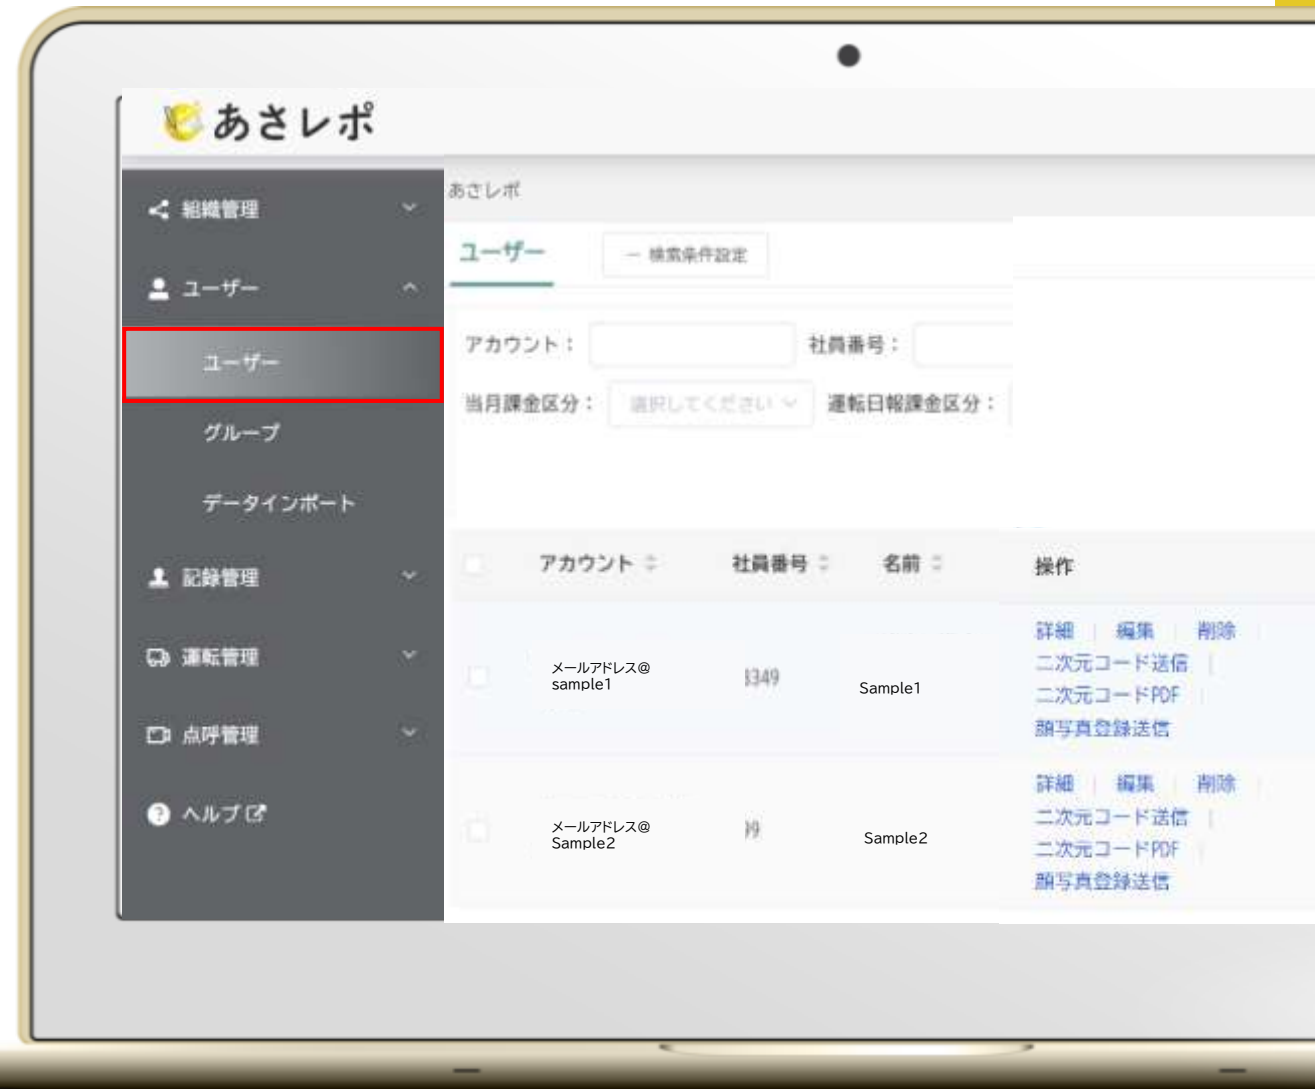 あさレポ
組織管理
ユーザー
ユーザー
グループ
データインポート
記録管理
運転管理
点呼管理
ヘルプ
あさレポ
ユーザー
− 検索条件設定
アカウント：
社員番号：
当月課金区分：
選択してください
運転日報課金区分：
アカウント
社員番号
名前
操作
メールアドレス@
sample1
3349
Sample1
詳細 編集 削除
二次元コード送信
二次元コードPDF
顔写真登録送信
メールアドレス@
Sample2
99
Sample2
詳細 編集 削除
二次元コード送信
二次元コードPDF
顔写真登録送信